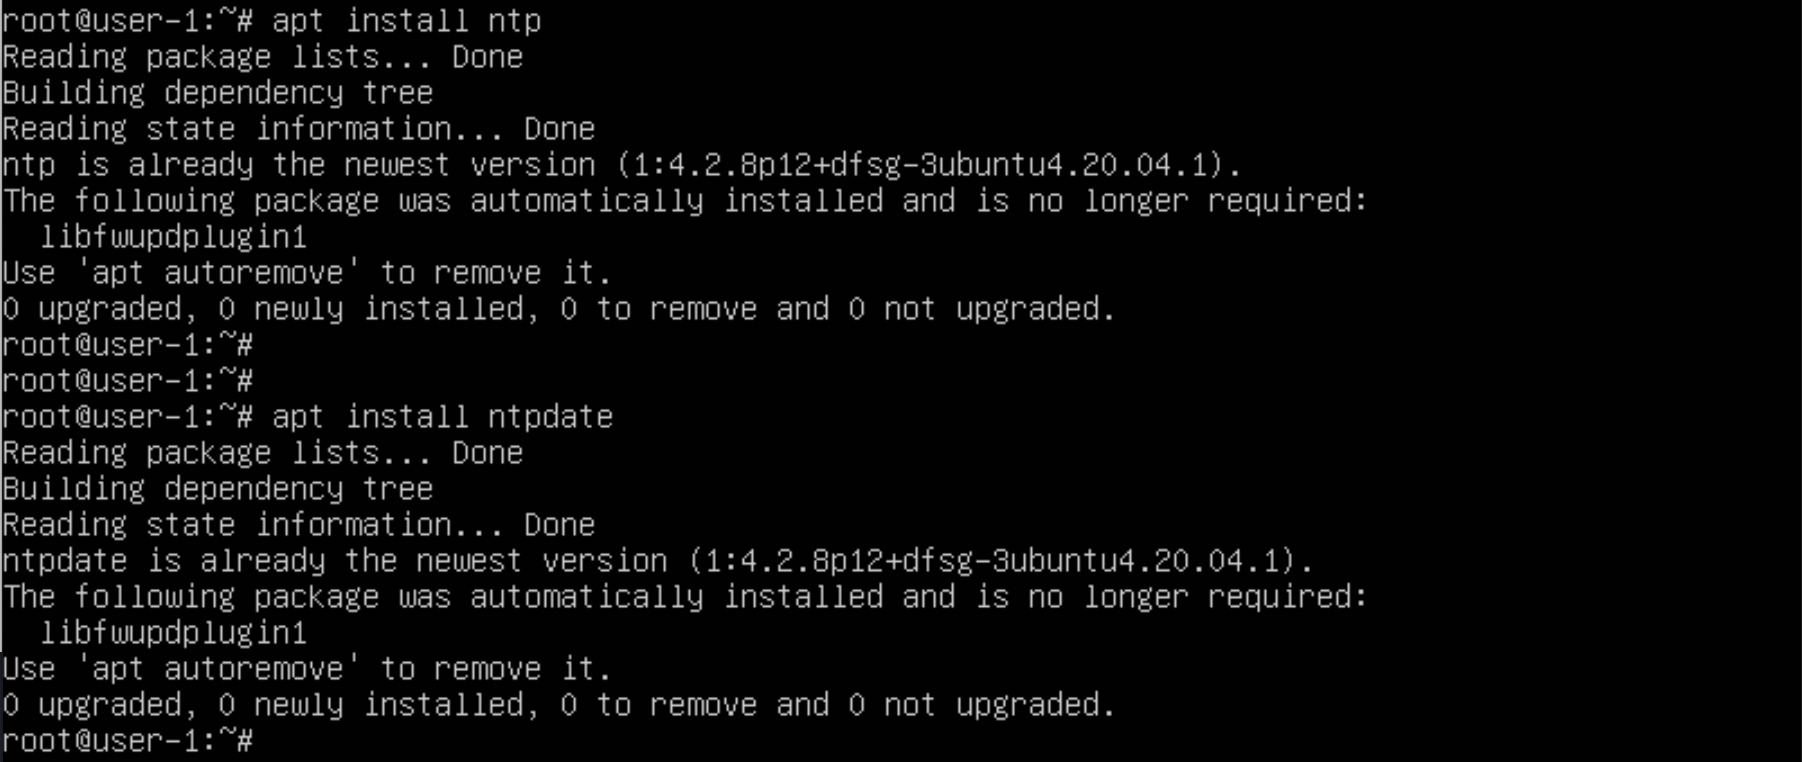 root@user-1:~# apt install ntp
Reading package lists... Done
Building dependency tree
Reading state information... Done
ntp is already the newest version (1:4.2.8p12+dfsg-3ubuntu4.20.04.1).
The following package was automatically installed and is no longer required:
  libfwupdplugin1
Use 'apt autoremove' to remove it.
0 upgraded, 0 newly installed, 0 to remove and 0 not upgraded.
root@user-1:~#
root@user-1:~#
root@user-1:~# apt install ntpdate
Reading package lists... Done
Building dependency tree
Reading state information... Done
ntpdate is already the newest version (1:4.2.8p12+dfsg-3ubuntu4.20.04.1).
The following package was automatically installed and is no longer required:
  libfwupdplugin1
Use 'apt autoremove' to remove it.
0 upgraded, 0 newly installed, 0 to remove and 0 not upgraded.
root@user-1:~#